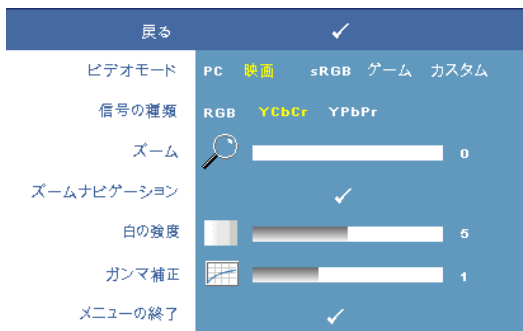 戻る
ビデオモード PC 映画 sRGB ゲーム カスタム
信号の種類 RGB YCbCr YPbPr
ズーム 0
ズームナビゲーション
白の強度 5
ガンマ補正 1
メニューの終了